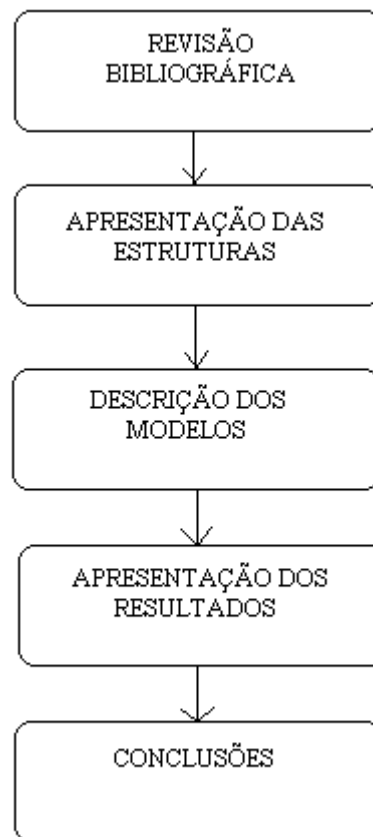 REVISÃO
BIBLIOGRÁFICA
APRESENTAÇÃO DAS
ESTRUTURAS
DESCRIÇÃO DOS
MODELOS
APRESENTAÇÃO DOS
RESULTADOS
CONCLUSÕES